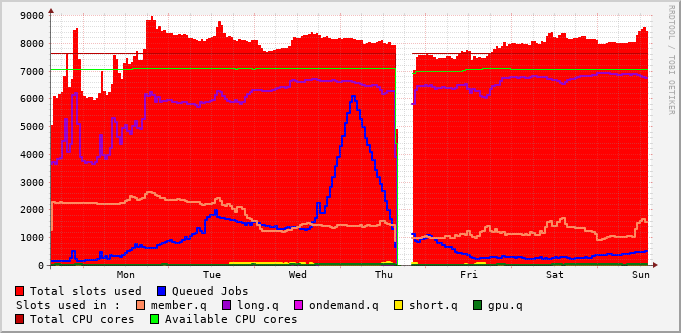 RRDTOOL / TOBI OETIKER
9000
8000
7000
6000
5000
4000
3000
2000
1000
0
Mon Tue Wed Thu Fri Sat Sun
Total slots used Queued Jobs
Slots used in : member.q long.q ondemand.q short.q gpu.q
Total CPU cores Available CPU cores